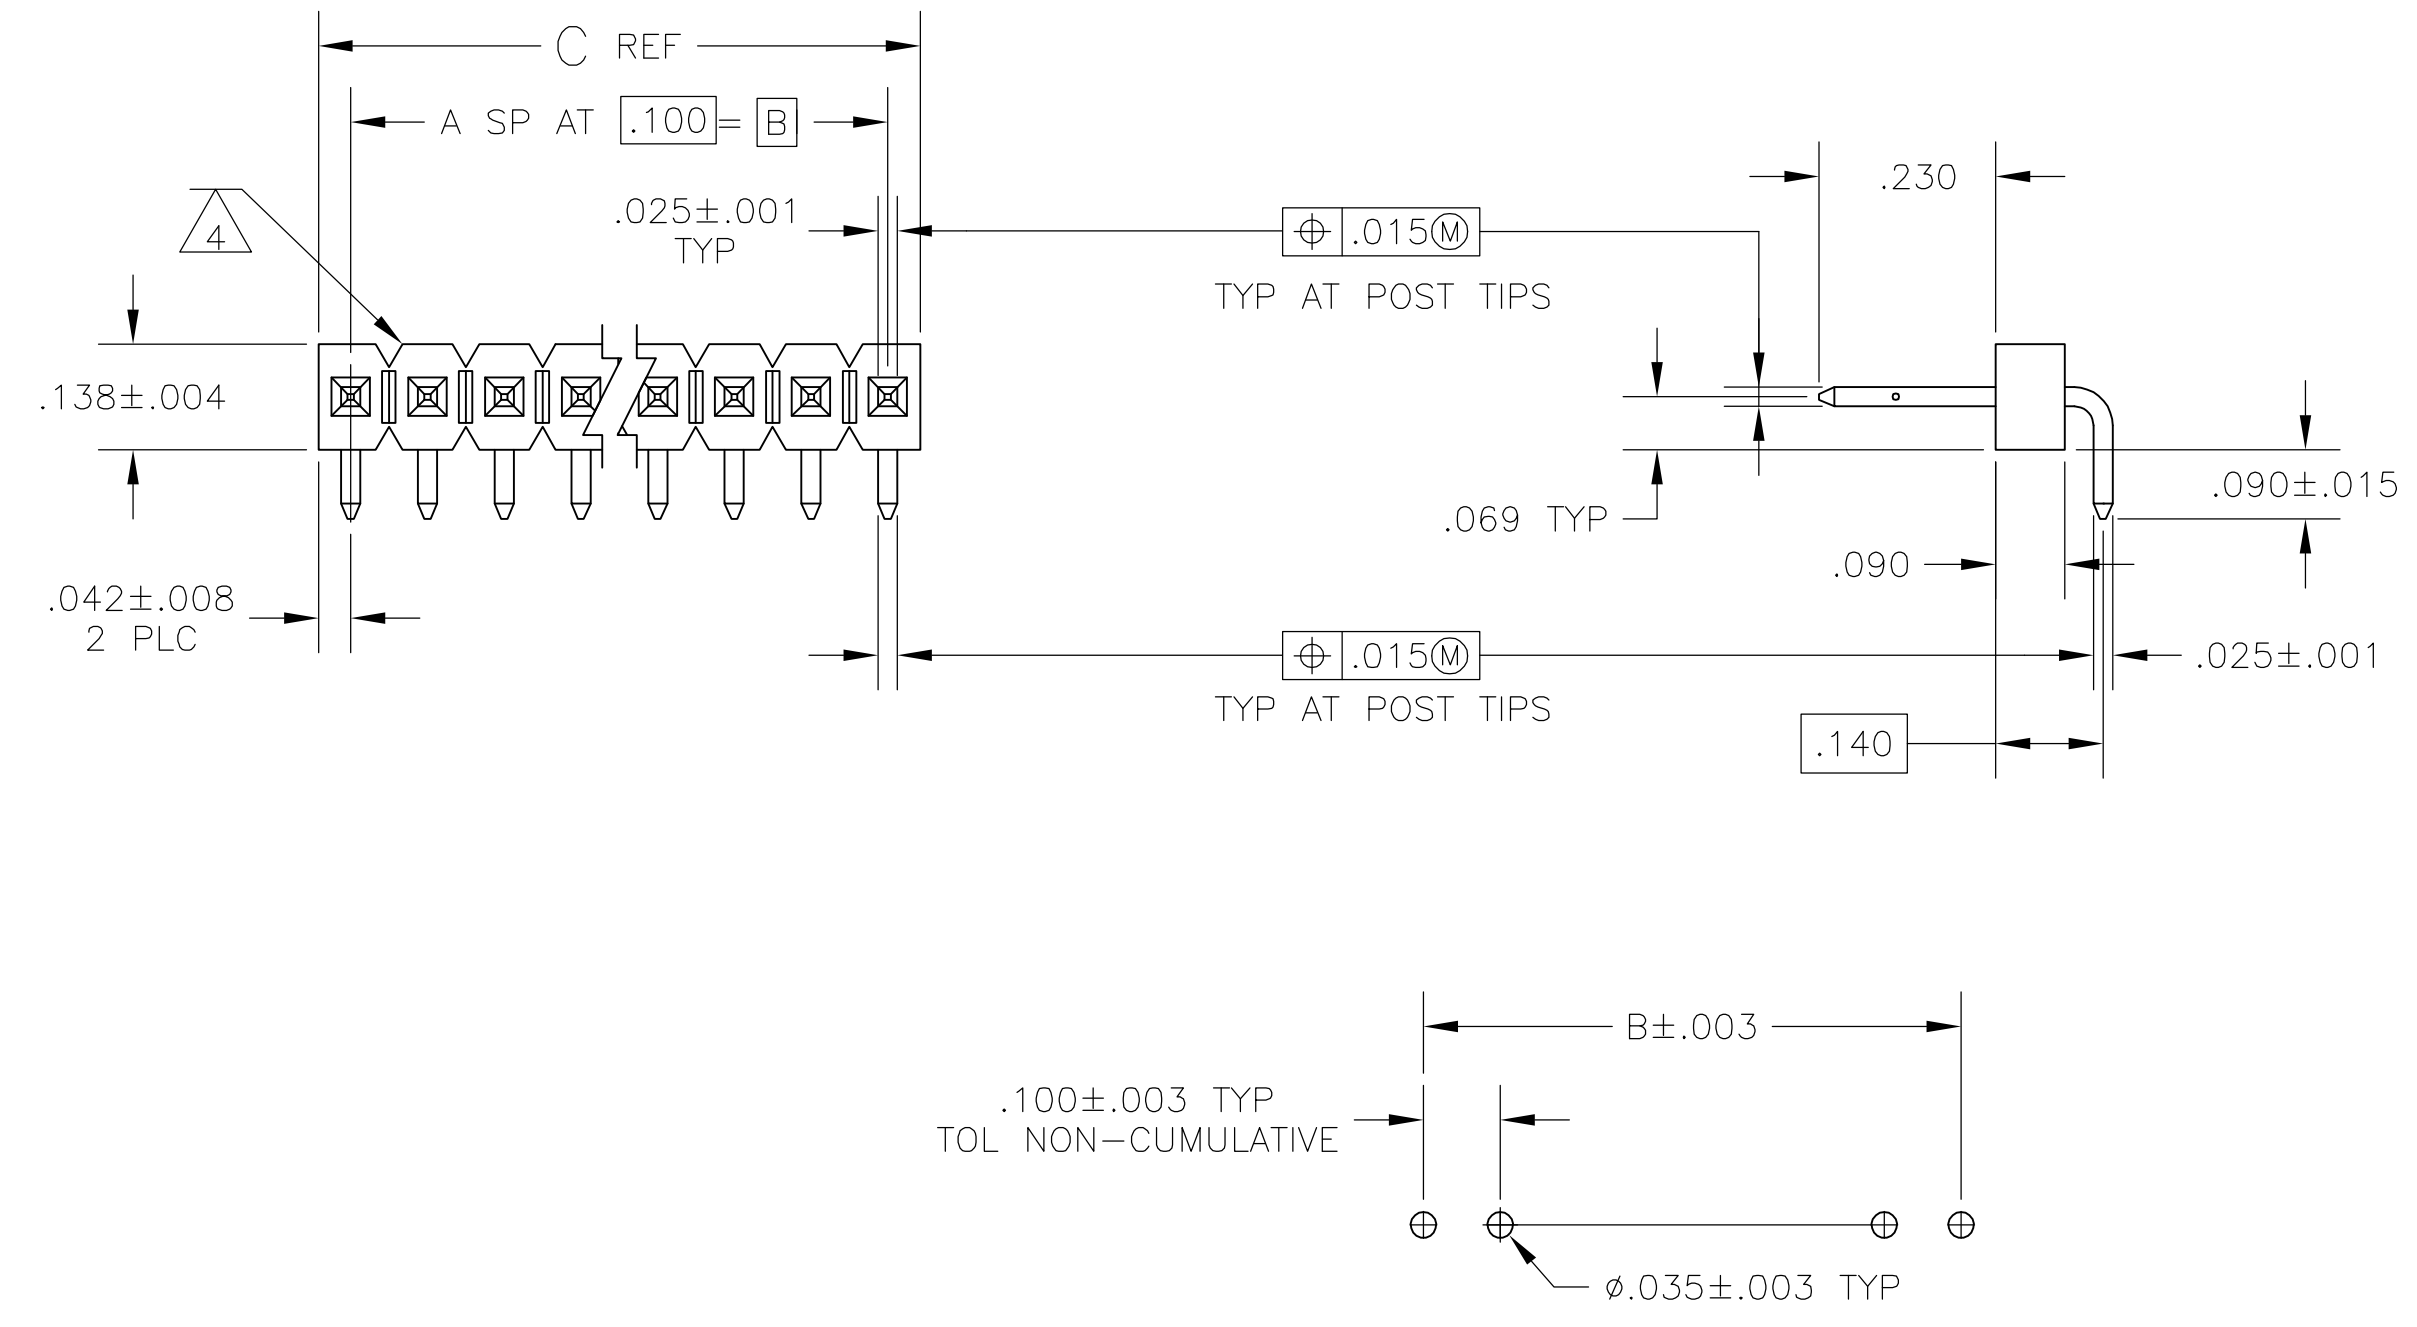 C REF
A SP AT .100 = B
.025±.001
TYP
4
.138±.004
.042±.008
2 PLC
⌖ .015Ⓜ
TYP AT POST TIPS
.230
.069 TYP
.090±.015
.090
⌖ .015Ⓜ
TYP AT POST TIPS
.025±.001
.140
B±.003
.100±.003 TYP
TOL NON-CUMULATIVE
ø.035±.003 TYP